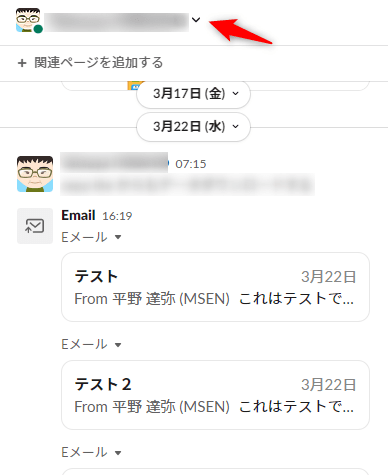 + 関連ページを追加する
3月17日 (金)
3月22日 (水)
07:15
Email 16:19
Eメール
テスト 3月22日
From 平野 達弥 (MSEN) これはテストで…
Eメール
テスト２ 3月22日
From 平野 達弥 (MSEN) これはテストで…
Eメール